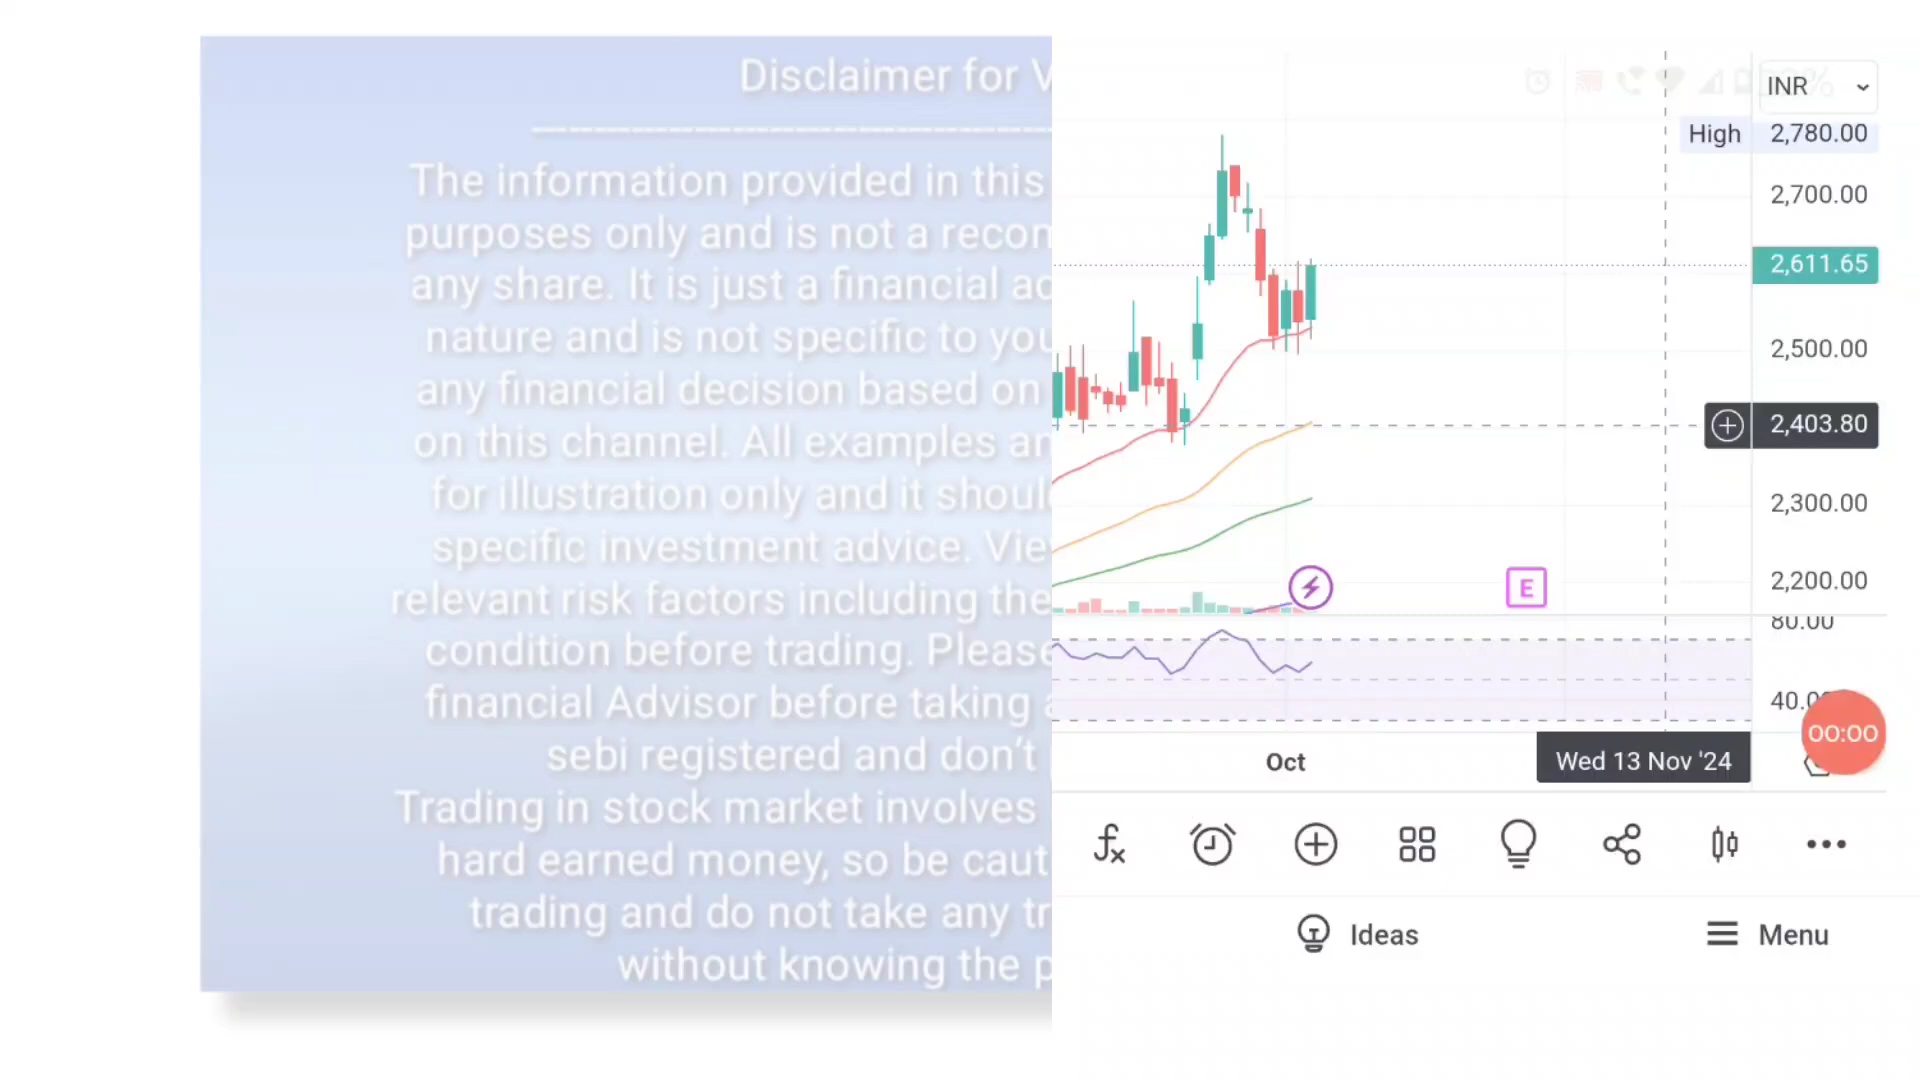 Disclaimer for V
The information provided in this
purposes only and is not a recon
any share. It is just a financial
nature and is not specific to you
any financial decision based on
on this channel. All examples
for illustration only and it shoul
specific investment advice. Vie
relevant risk factors including the
condition before trading. Please
financial Advisor before taking
sebi registered and don't
Trading in stock market involves
hard earned money, so be caut
trading and do not take any tr
without knowing the p
INR
High 2,780.00
2,700.00
2,611.65
2,500.00
2,403.80
2,300.00
E
2,200.00
80.00
40.
00:00
Oct
Wed 13 Nov '24
Ideas
Menu